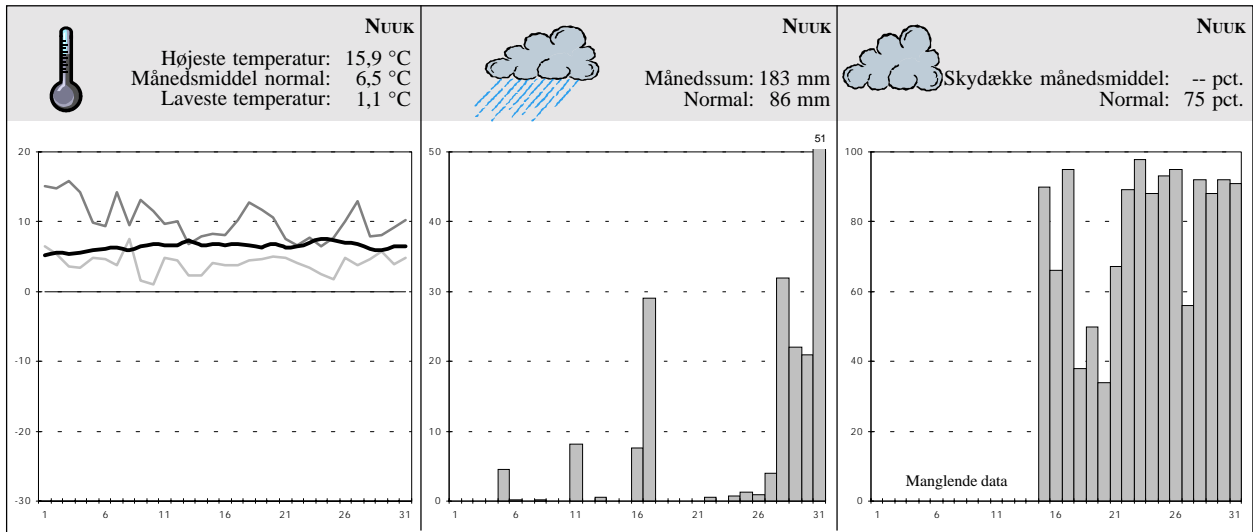 NUUK
Højeste temperatur: 15,9 °C
Månedsmiddel normal: 6,5 °C
Laveste temperatur: 1,1 °C
20
10
0
-10
-20
-30
1 6 11 16 21 26 31
NUUK
Månedssum: 183 mm
Normal: 86 mm
51
50
40
30
20
10
0
1 6 11 16 21 26 31
NUUK
Skydække månedsmiddel: -- pct.
Normal: 75 pct.
100
80
60
40
20
0
Manglende data
1 6 11 16 21 26 31